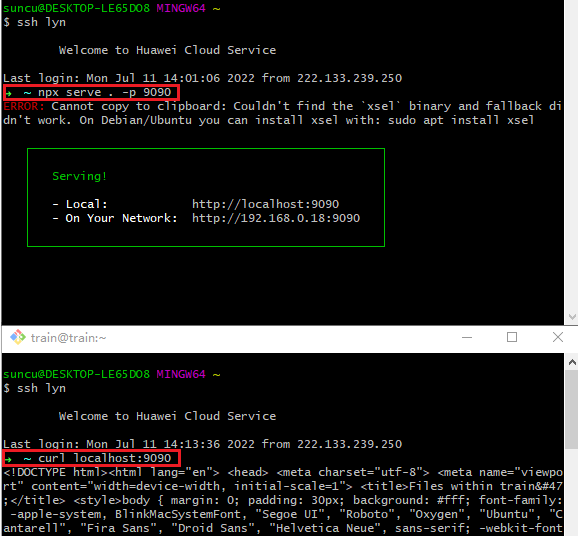 suncu@DESKTOP-LE65DO8 MINGW64 ~
$ ssh lyn
Welcome to Huawei Cloud Service
Last login: Mon Jul 11 14:01:06 2022 from 222.133.239.250
➜ ~ npx serve . -p 9090
ERROR: Cannot copy to clipboard: Couldn't find the `xsel` binary and fallback di
dn't work. On Debian/Ubuntu you can install xsel with: sudo apt install xsel
Serving!
- Local: http://localhost:9090
- On Your Network: http://192.168.0.18:9090
train@train:~
suncu@DESKTOP-LE65DO8 MINGW64 ~
$ ssh lyn
Welcome to Huawei Cloud Service
Last login: Mon Jul 11 14:13:36 2022 from 222.133.239.250
➜ ~ curl localhost:9090
<!DOCTYPE html><html lang="en"> <head> <meta charset="utf-8"> <meta name="viewpo
rt" content="width=device-width, initial-scale=1"> <title>Files within train&#47
;</title> <style>body { margin: 0; padding: 30px; background: #fff; font-family:
-apple-system, BlinkMacSystemFont, "Segoe UI", "Roboto", "Oxygen", "Ubuntu", "C
antarell", "Fira Sans", "Droid Sans", "Helvetica Neue", sans-serif; -webkit-font